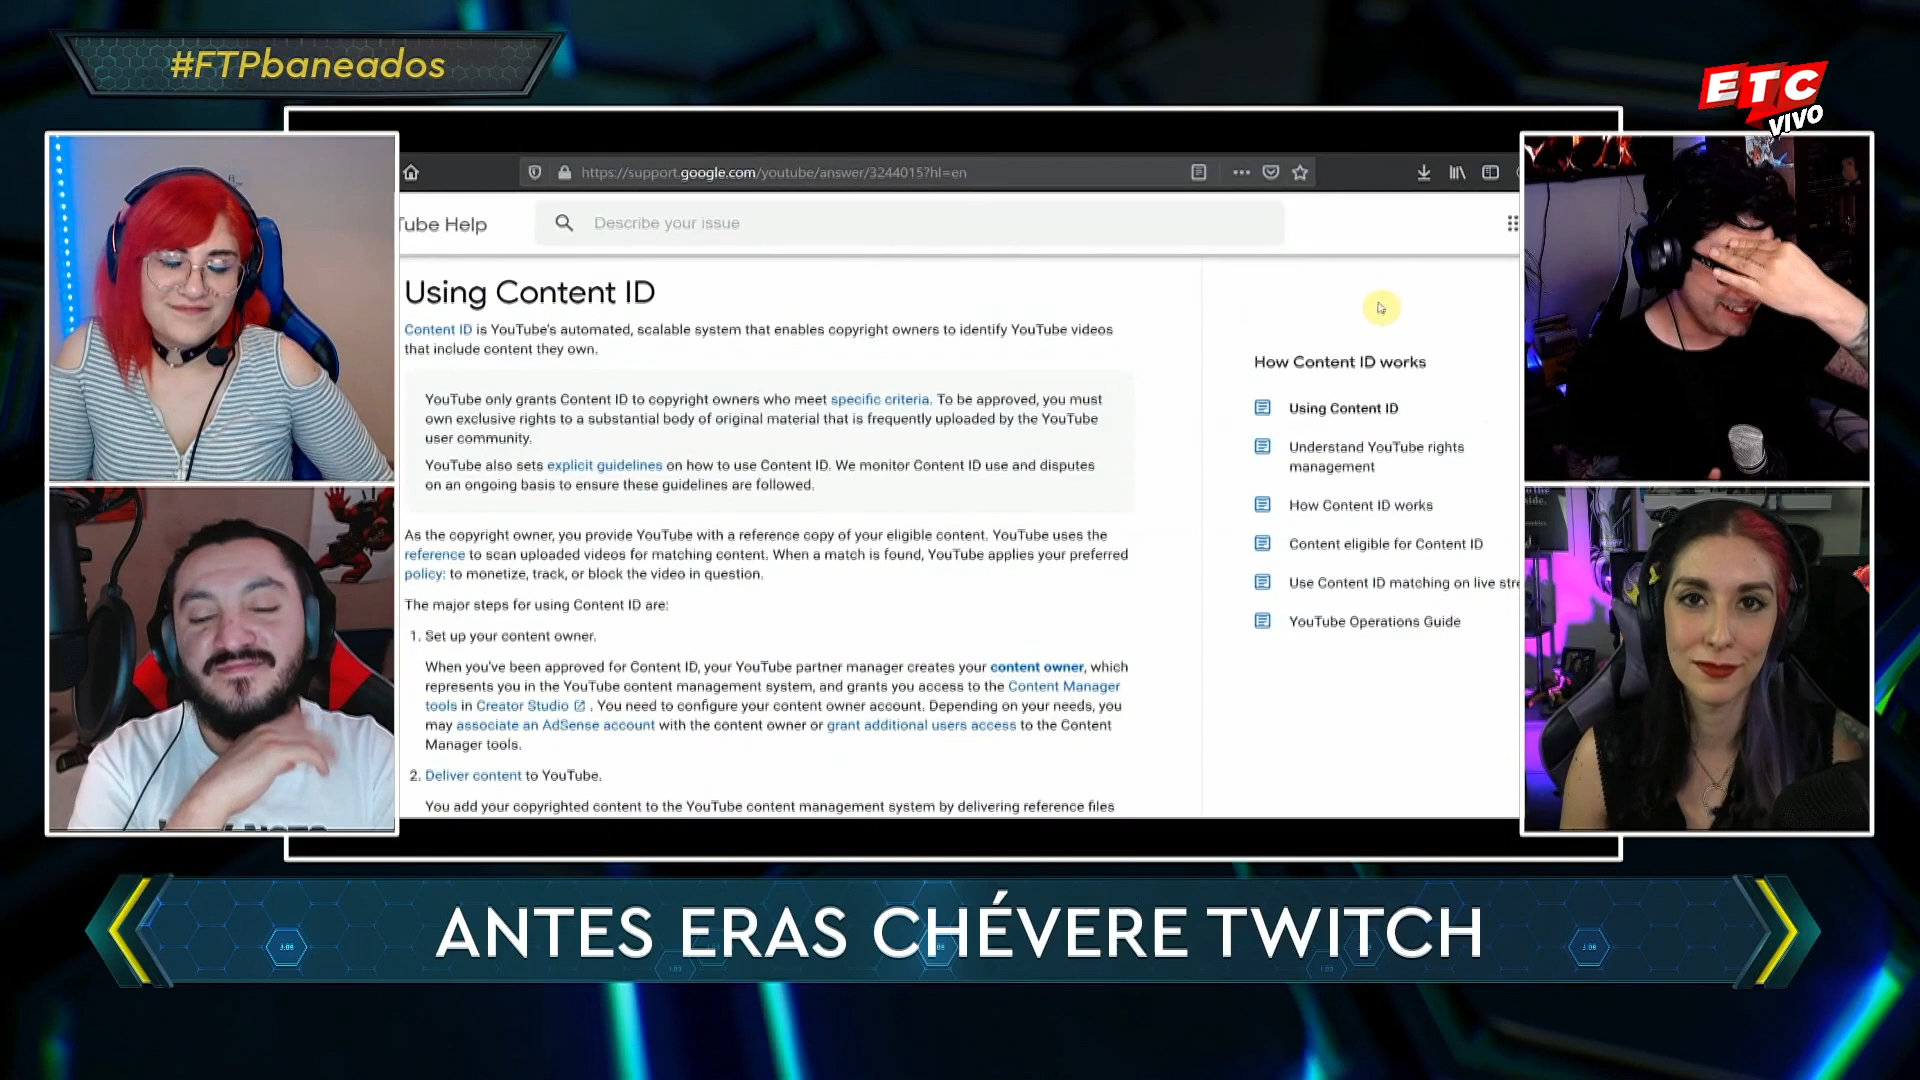 #FTPbaneados
ETC
VIVO
https://support.google.com/youtube/answer/3244015?hl=en
Tube Help
Describe your issue
Using Content ID
Content ID is YouTube's automated, scalable system that enables copyright owners to identify YouTube videos
that include content they own.
YouTube only grants Content ID to copyright owners who meet specific criteria. To be approved, you must
own exclusive rights to a substantial body of original material that is frequently uploaded by the YouTube
user community.
YouTube also sets explicit guidelines on how to use Content ID. We monitor Content ID use and disputes
on an ongoing basis to ensure these guidelines are followed.
As the copyright owner, you provide YouTube with a reference copy of your eligible content. YouTube uses the
reference to scan uploaded videos for matching content. When a match is found, YouTube applies your preferred
policy: to monetize, track, or block the video in question.
The major steps for using Content ID are:
1. Set up your content owner.
When you've been approved for Content ID, your YouTube partner manager creates your content owner, which
represents you in the YouTube content management system, and grants you access to the Content Manager
tools in Creator Studio . You need to configure your content owner account. Depending on your needs, you
may associate an AdSense account with the content owner or grant additional users access to the Content
Manager tools.
2. Deliver content to YouTube.
You add your copyrighted content to the YouTube content management system by delivering reference files
How Content ID works
Using Content ID
Understand YouTube rights
management
How Content ID works
Content eligible for Content ID
Use Content ID matching on live stre
YouTube Operations Guide
ANTES ERAS CHÉVERE TWITCH